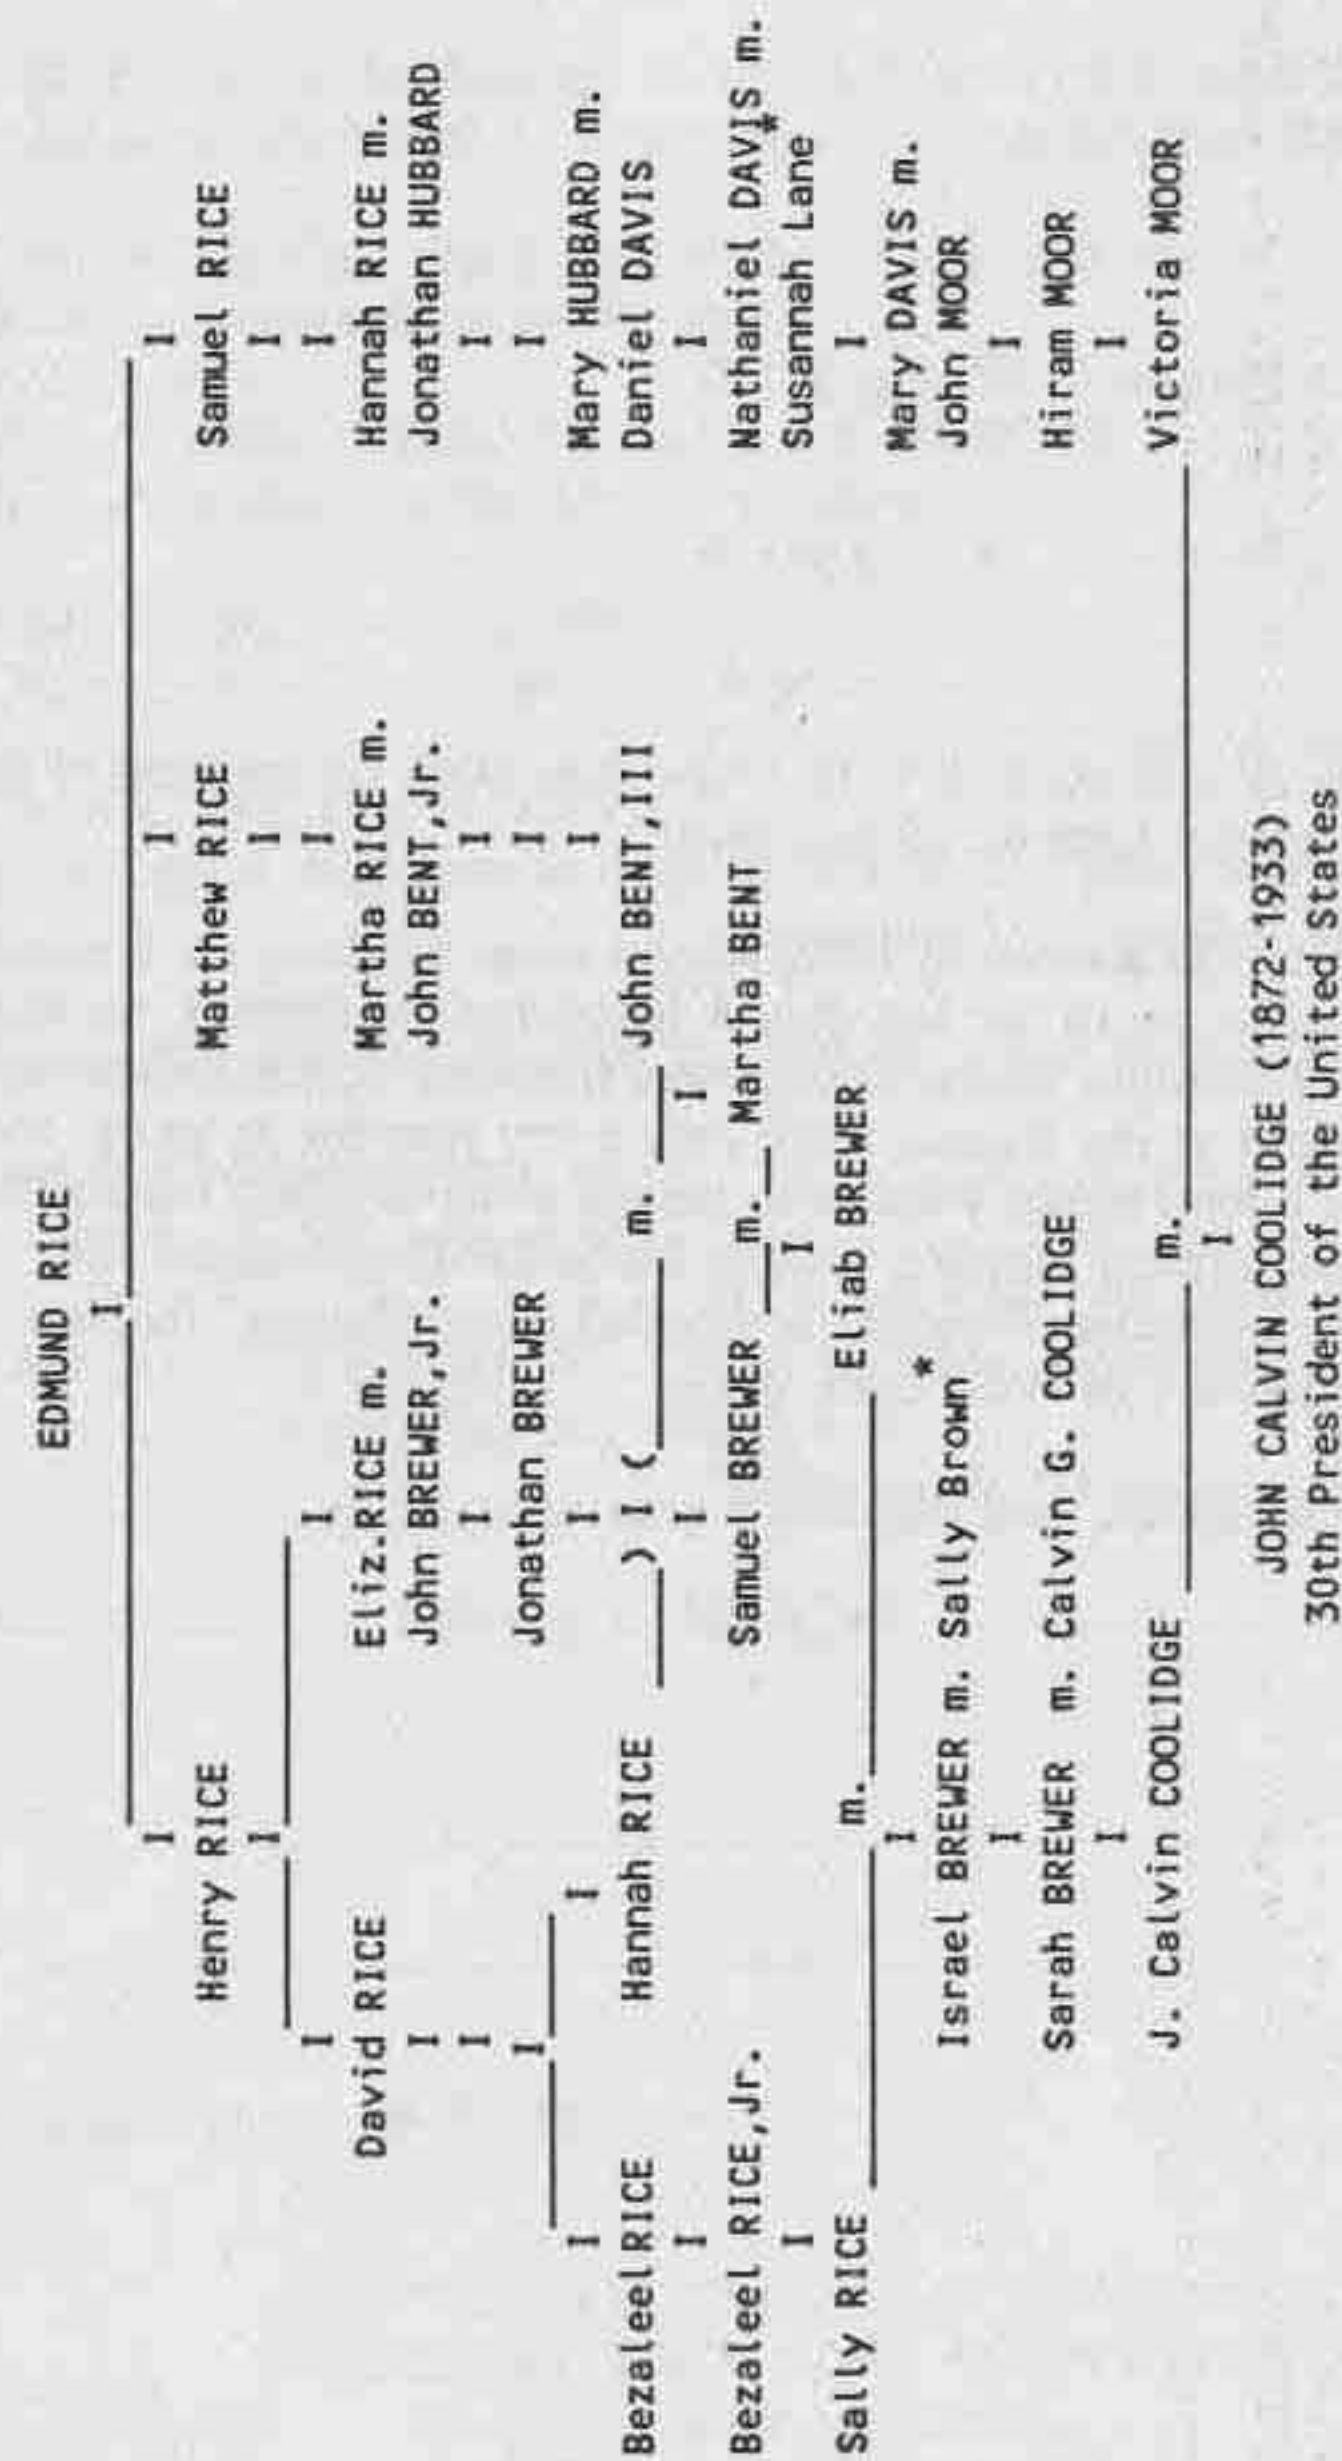 EDMUND RICE
I
I I I
Henry RICE Matthew RICE Samuel RICE
I I I
I I I I
David RICE Eliz.RICE m. Martha RICE m. Hannah RICE m.
I John BREWER,Jr. John BENT,Jr. Jonathan HUBBARD
I I I I
I Jonathan BREWER I I
I I I I Mary HUBBARD m.
Bezaleel RICE Hannah RICE ) I ( m. John BENT,III Daniel DAVIS
I I I I
Bezaleel RICE,Jr. Samuel BREWER m. Martha BENT Nathaniel DAVIS m.
I I Susannah Lane*
Sally RICE m. Eliab BREWER I
I Mary DAVIS m.
Israel BREWER m. Sally Brown* John MOOR
I I
Sarah BREWER m. Calvin G. COOLIDGE Hiram MOOR
I I
J. Calvin COOLIDGE m. Victoria MOOR
I
JOHN CALVIN COOLIDGE (1872-1933)
30th President of the United States